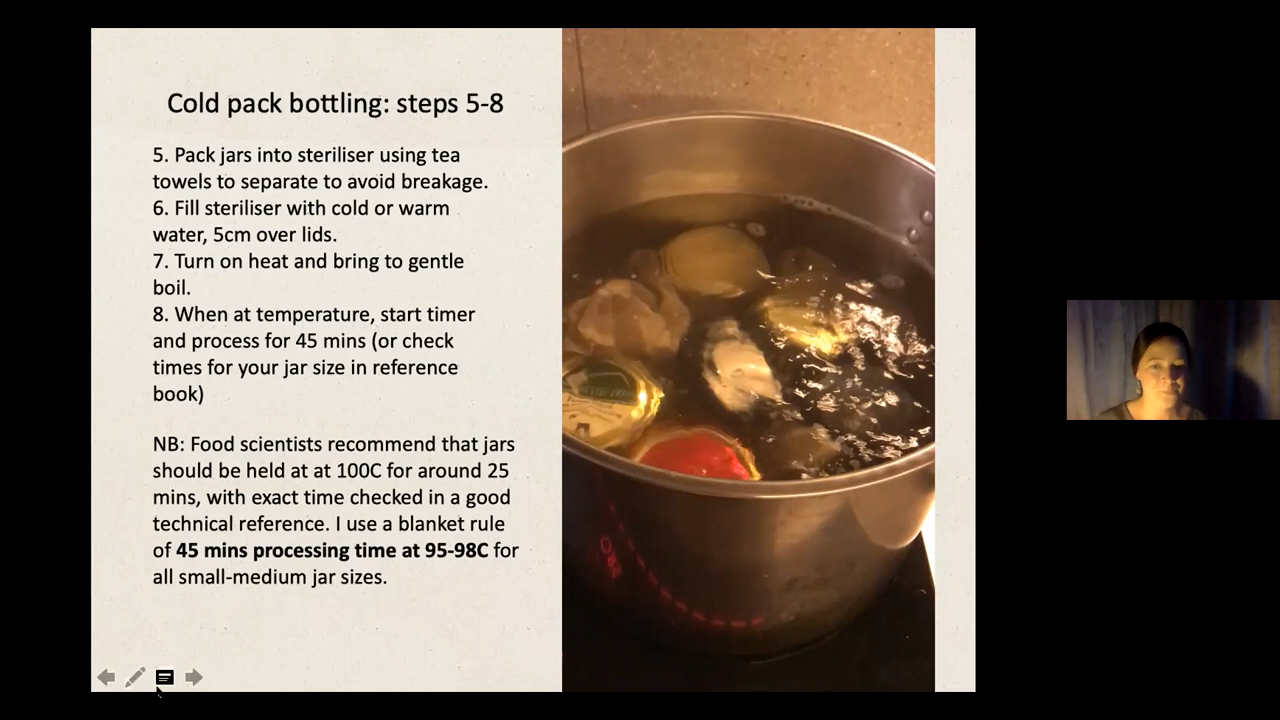 Cold pack bottling: steps 5-8
5. Pack jars into steriliser using tea
towels to separate to avoid breakage.
6. Fill steriliser with cold or warm
water, 5cm over lids.
7. Turn on heat and bring to gentle
boil.
8. When at temperature, start timer
and process for 45 mins (or check
times for your jar size in reference
book)
NB: Food scientists recommend that jars
should be held at at 100C for around 25
mins, with exact time checked in a good
technical reference. I use a blanket rule
of 45 mins processing time at 95-98C for
all small-medium jar sizes.